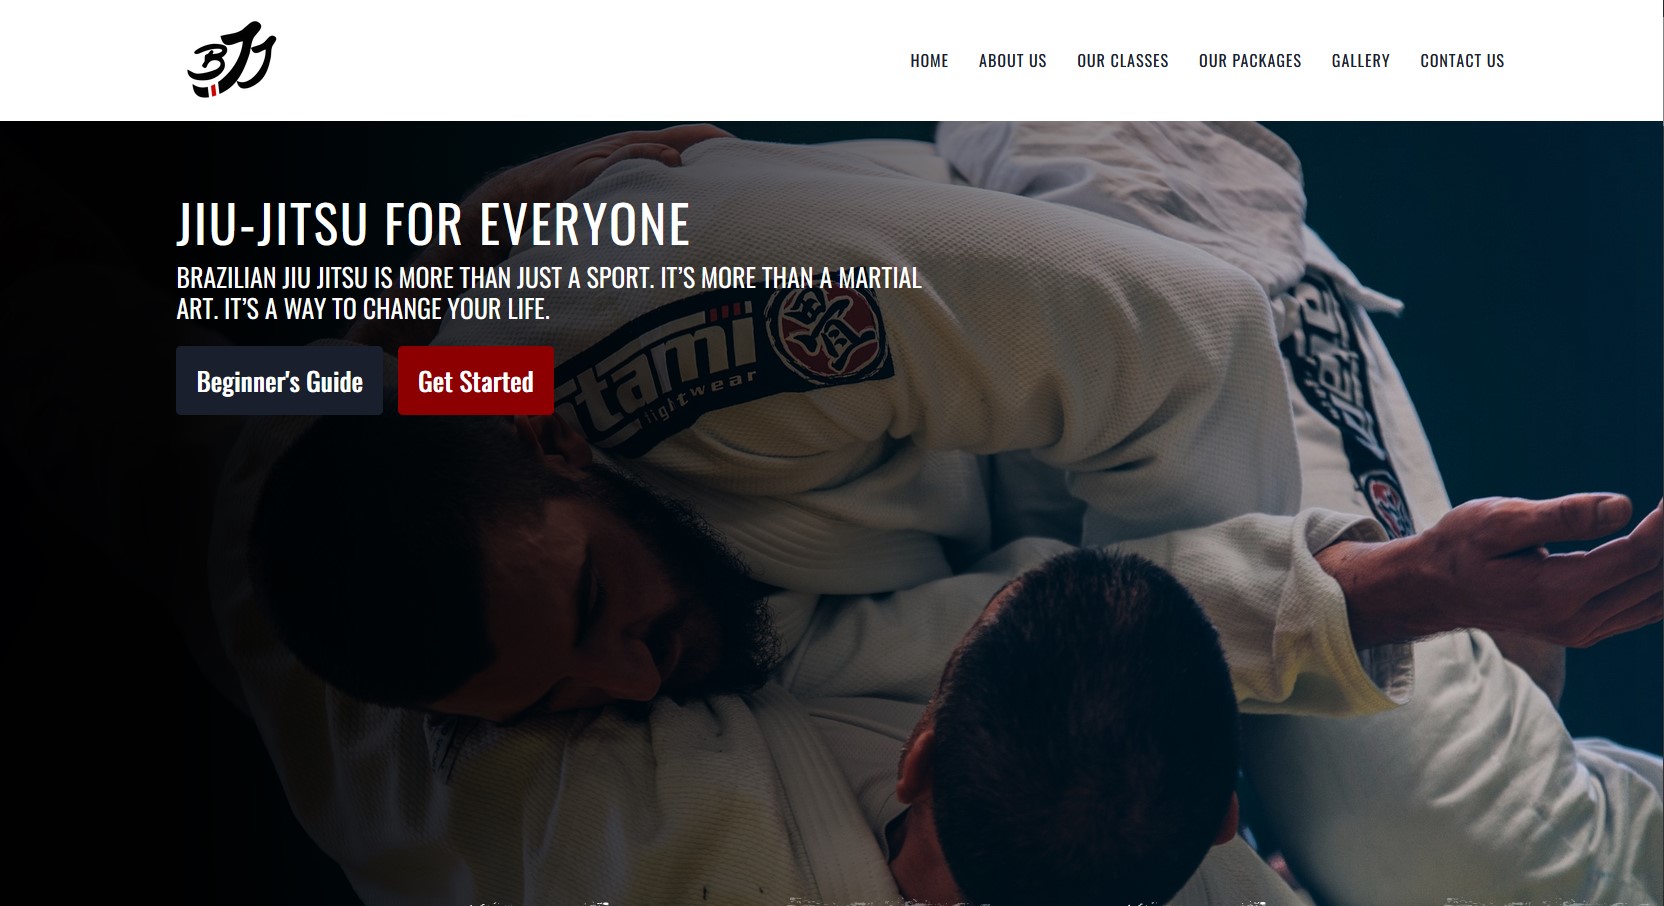 BJJ
HOME ABOUT US OUR CLASSES OUR PACKAGES GALLERY CONTACT US
JIU-JITSU FOR EVERYONE
BRAZILIAN JIU JITSU IS MORE THAN JUST A SPORT. IT’S MORE THAN A MARTIAL
ART. IT’S A WAY TO CHANGE YOUR LIFE.
Beginner's Guide Get Started
tatami
fightwear